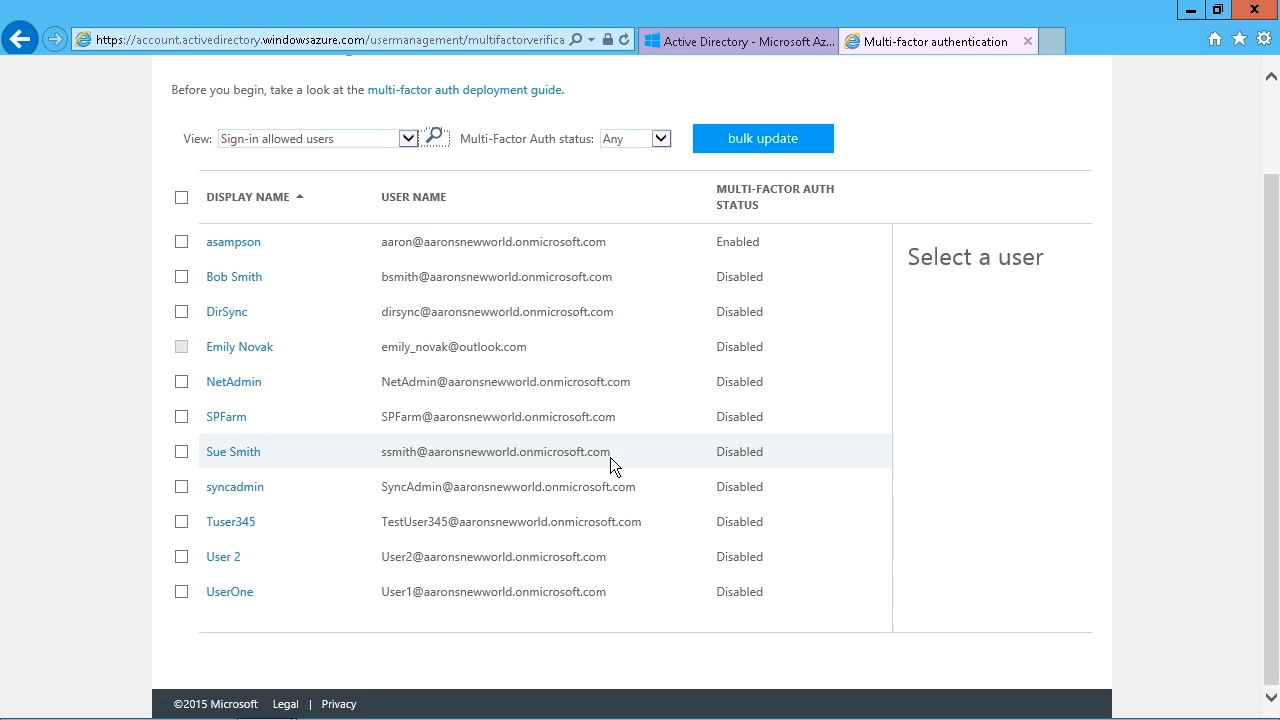 https://account.activedirectory.windowsazure.com/usermanagement/multifactorverifica
Active Directory - Microsoft Az...
Multi-factor authentication
Before you begin, take a look at the multi-factor auth deployment guide.
View: Sign-in allowed users Multi-Factor Auth status: Any bulk update
DISPLAY NAME USER NAME MULTI-FACTOR AUTH STATUS
asampson aaron@aaronsnewworld.onmicrosoft.com Enabled
Select a user
Bob Smith bsmith@aaronsnewworld.onmicrosoft.com Disabled
DirSync dirsync@aaronsnewworld.onmicrosoft.com Disabled
Emily Novak emily_novak@outlook.com Disabled
NetAdmin NetAdmin@aaronsnewworld.onmicrosoft.com Disabled
SPFarm SPFarm@aaronsnewworld.onmicrosoft.com Disabled
Sue Smith ssmith@aaronsnewworld.onmicrosoft.com Disabled
syncadmin SyncAdmin@aaronsnewworld.onmicrosoft.com Disabled
Tuser345 TestUser345@aaronsnewworld.onmicrosoft.com Disabled
User 2 User2@aaronsnewworld.onmicrosoft.com Disabled
UserOne User1@aaronsnewworld.onmicrosoft.com Disabled
©2015 Microsoft Legal | Privacy